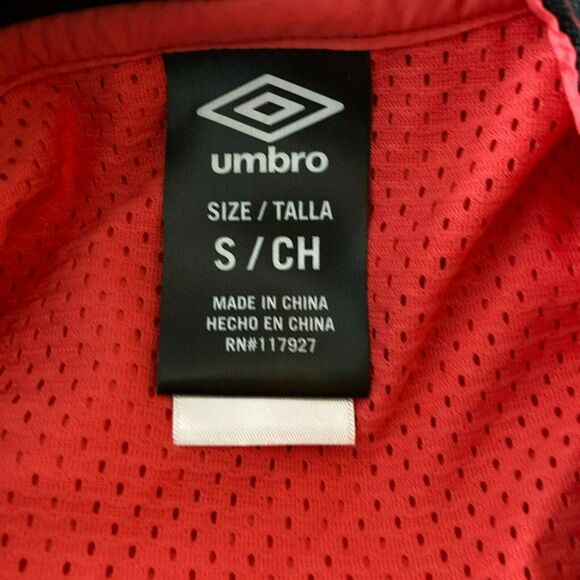 umbro
SIZE / TALLA
S / CH
MADE IN CHINA
HECHO EN CHINA
RN#117927